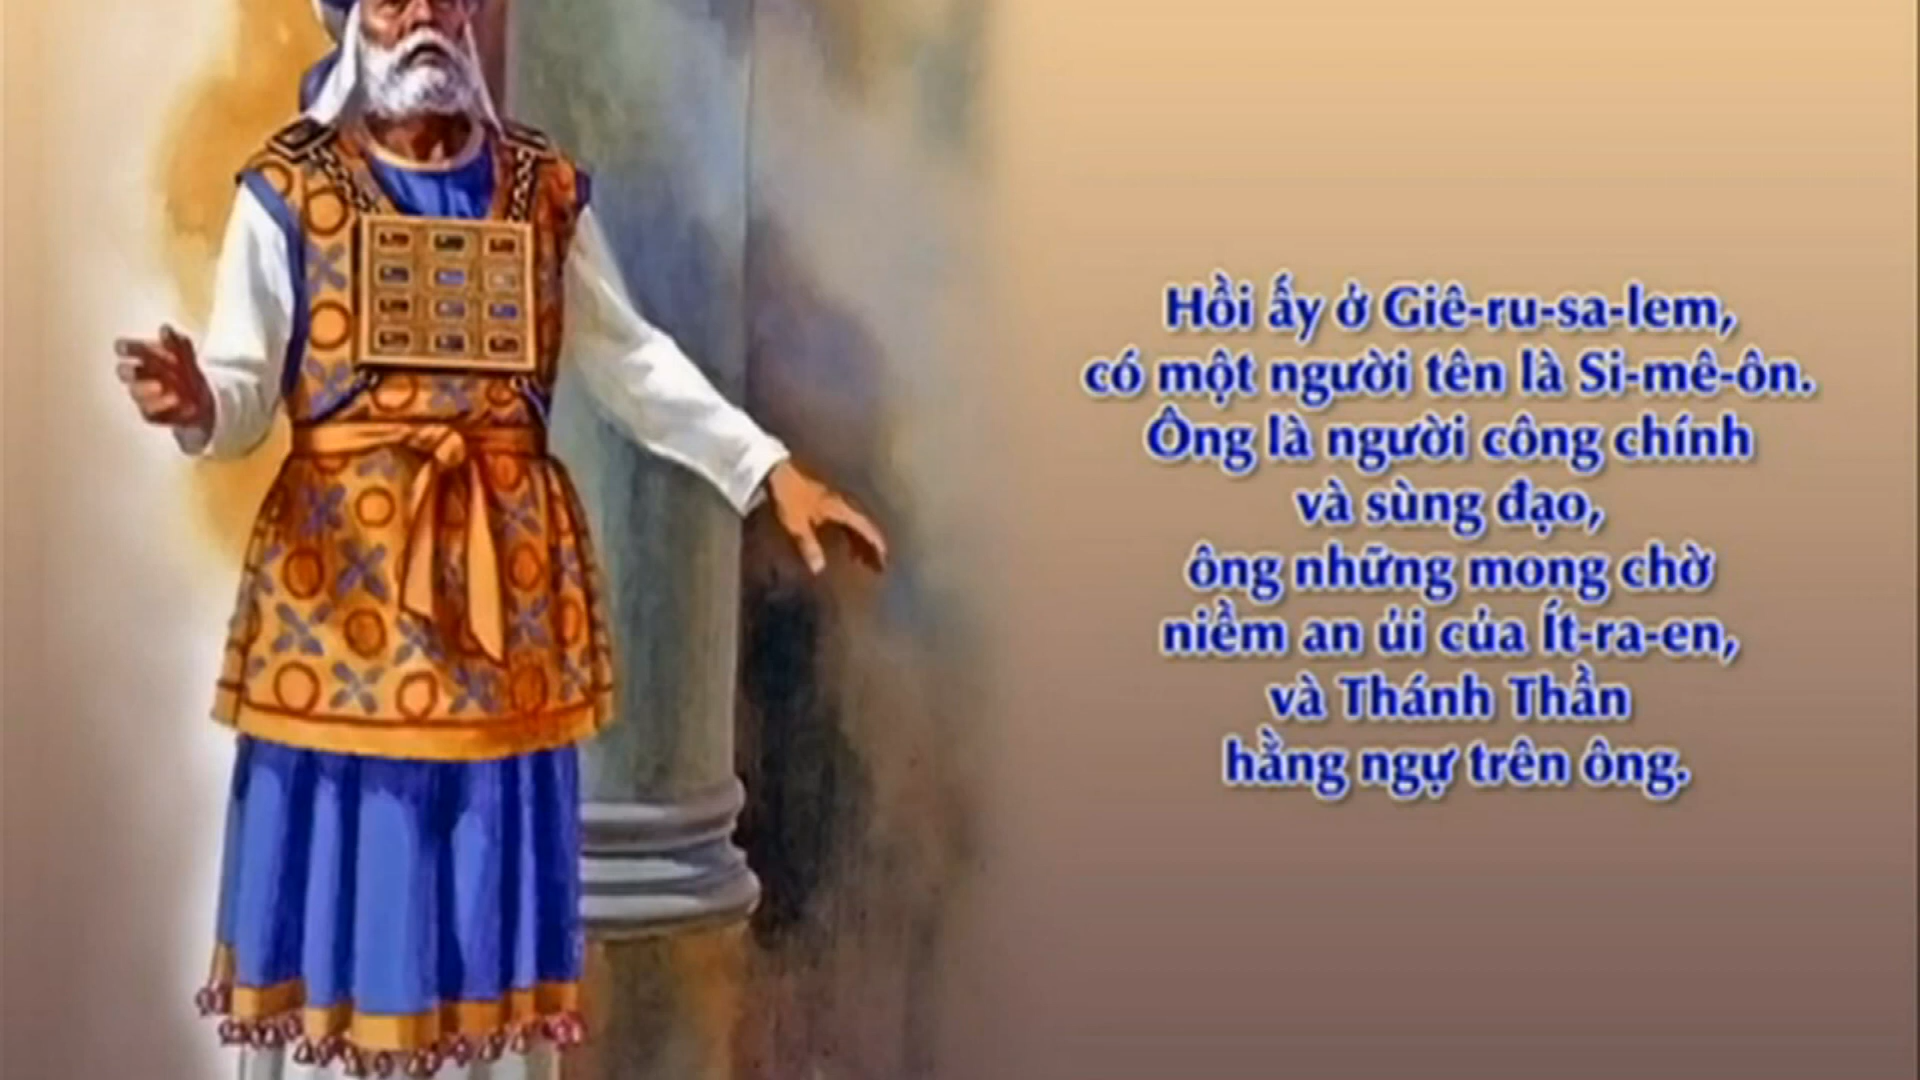 Hồi ấy ở Giê-ru-sa-lem,
có một người tên là Si-mê-ôn.
Ông là người công chính
và sùng đạo,
ông những mong chờ
niềm an ủi của Ít-ra-en,
và Thánh Thần
hằng ngự trên ông.